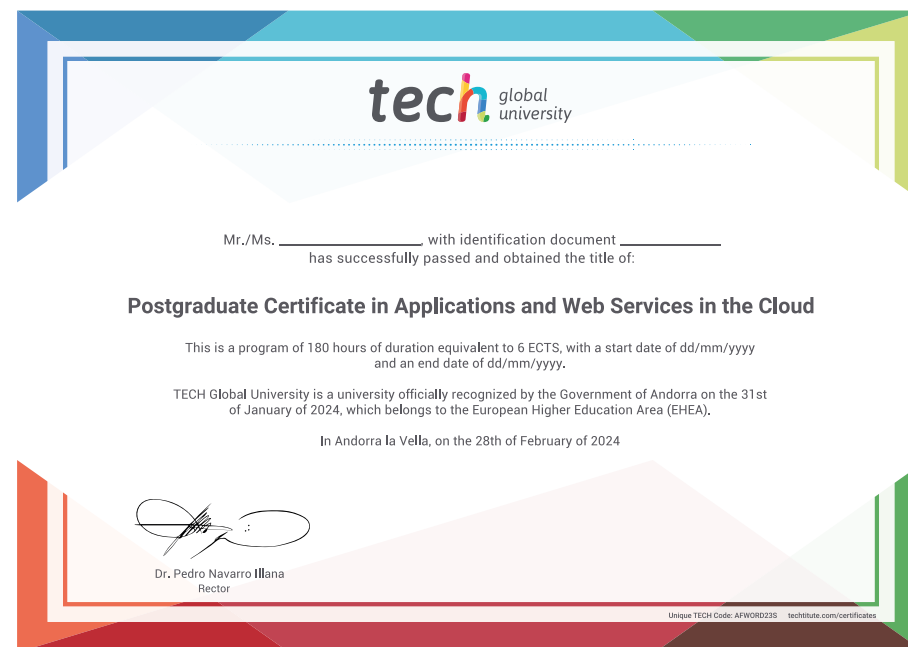 tech global university
Mr./Ms. ____________________, with identification document ______________
has successfully passed and obtained the title of:
Postgraduate Certificate in Applications and Web Services in the Cloud
This is a program of 180 hours of duration equivalent to 6 ECTS, with a start date of dd/mm/yyyy
and an end date of dd/mm/yyyy.
TECH Global University is a university officially recognized by the Government of Andorra on the 31st
of January of 2024, which belongs to the European Higher Education Area (EHEA).
In Andorra la Vella, on the 28th of February of 2024
Dr. Pedro Navarro Illana
Rector
Unique TECH Code: AFWORD23S techtitute.com/certificates